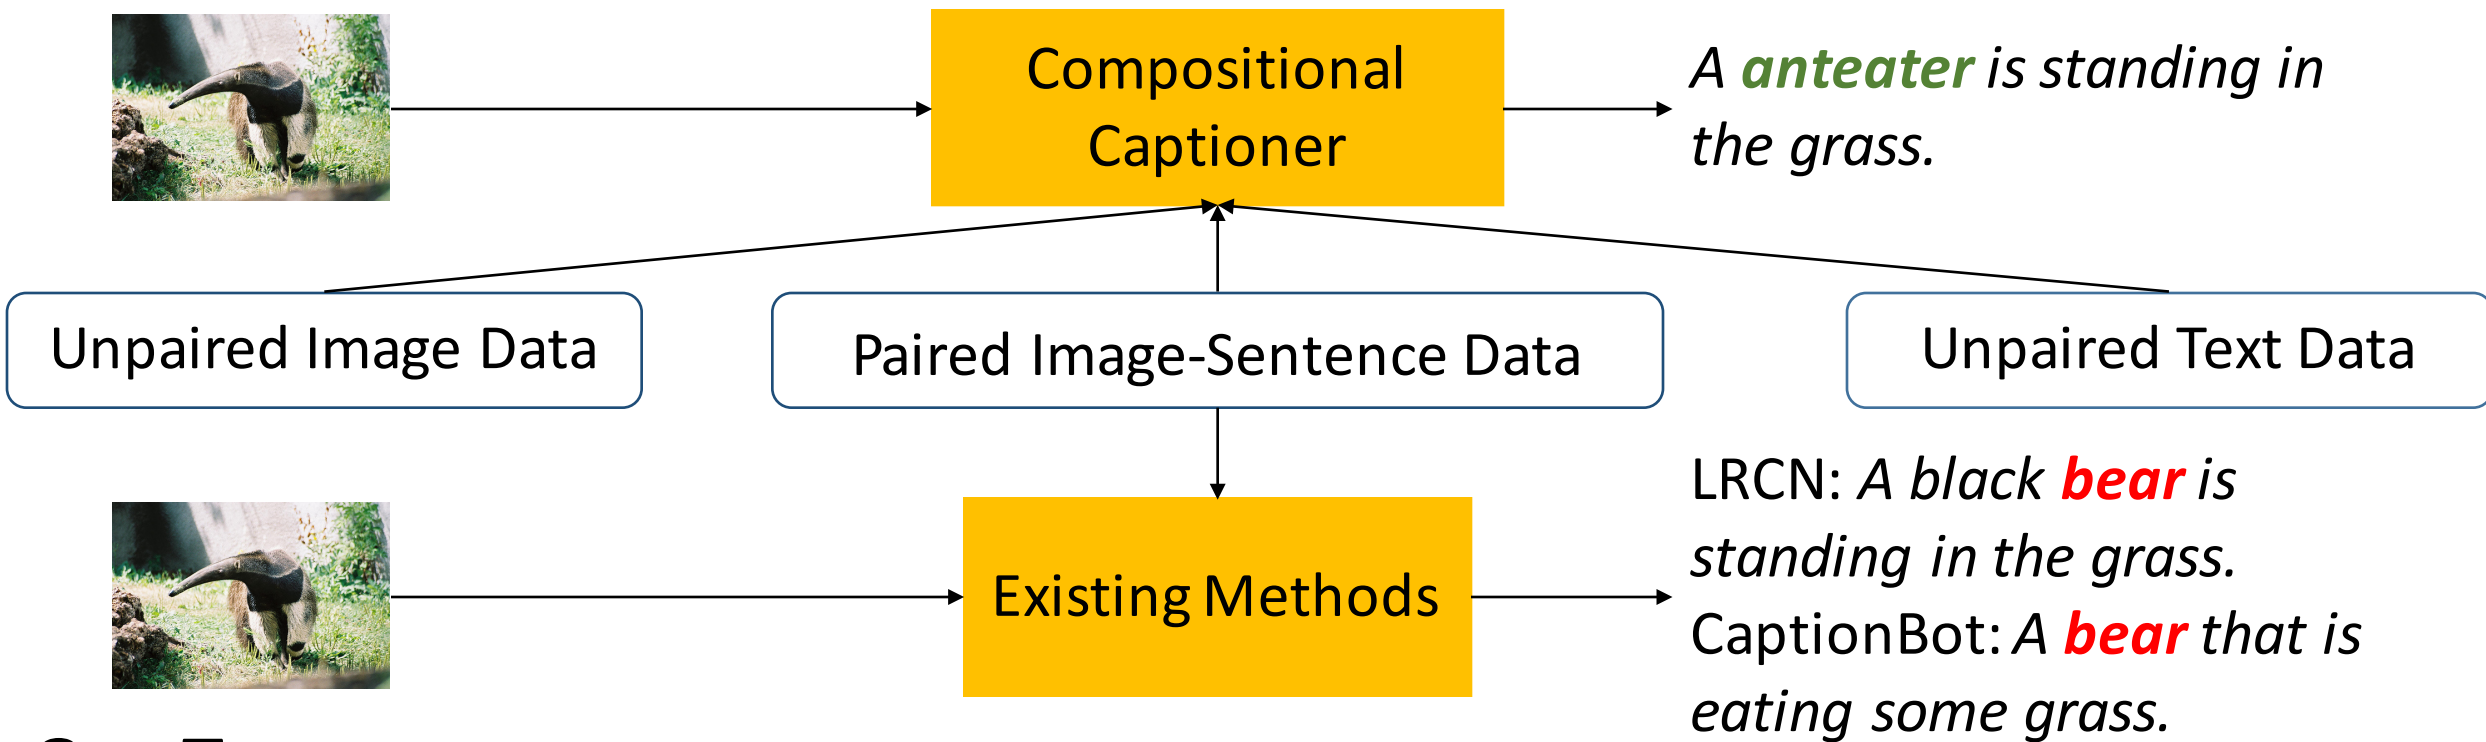 Compositional
Captioner
A anteater is standing in
the grass.
Unpaired Image Data
Paired Image-Sentence Data
Unpaired Text Data
Existing Methods
LRCN: A black bear is
standing in the grass.
CaptionBot: A bear that is
eating some grass.